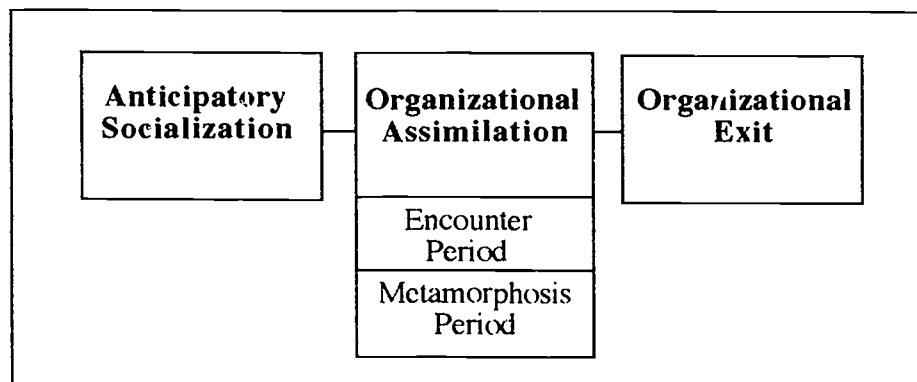 Anticipatory
Socialization
Organizational
Assimilation
Encounter
Period
Metamorphosis
Period
Organizational
Exit